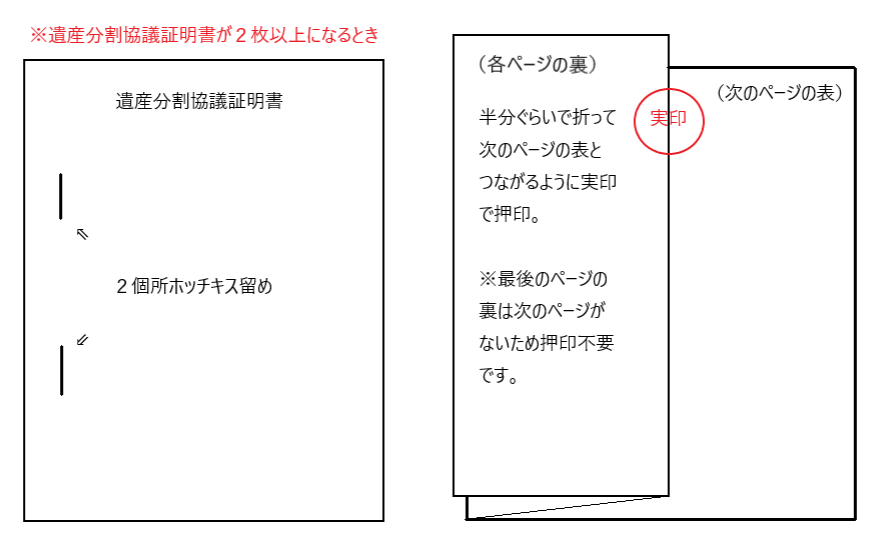 ※遺産分割協議証明書が２枚以上になるとき
遺産分割協議証明書
２個所ホッチキス留め
（各ページの裏）
半分ぐらいで折って
次のページの表と
つながるように実印
で押印。
※最後のページの
裏は次のページが
ないため押印不要
です。
実印
（次のページの表）